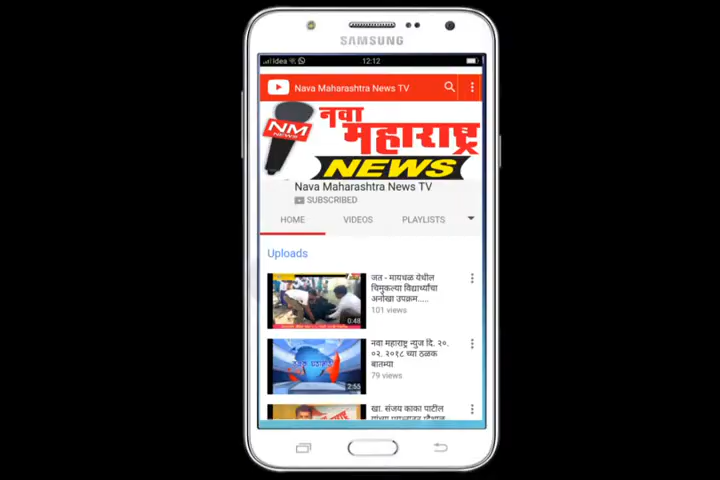 SAMSUNG
Idea
12:12
Nava Maharashtra News TV
NM
NEWS
नवा
महाराष्ट्र
NEWS
Nava Maharashtra News TV
SUBSCRIBED
HOME VIDEOS PLAYLISTS
Uploads
जत - मायथळ येथील
चिमुकल्या विद्यार्थ्यांचा
अनोखा उपक्रम.....
101 views
0:48
नवा महाराष्ट्र न्युज दि. २०.
०२. २०१८ च्या ठळक
बातम्या
79 views
2:55
खा. संजय काका पाटील